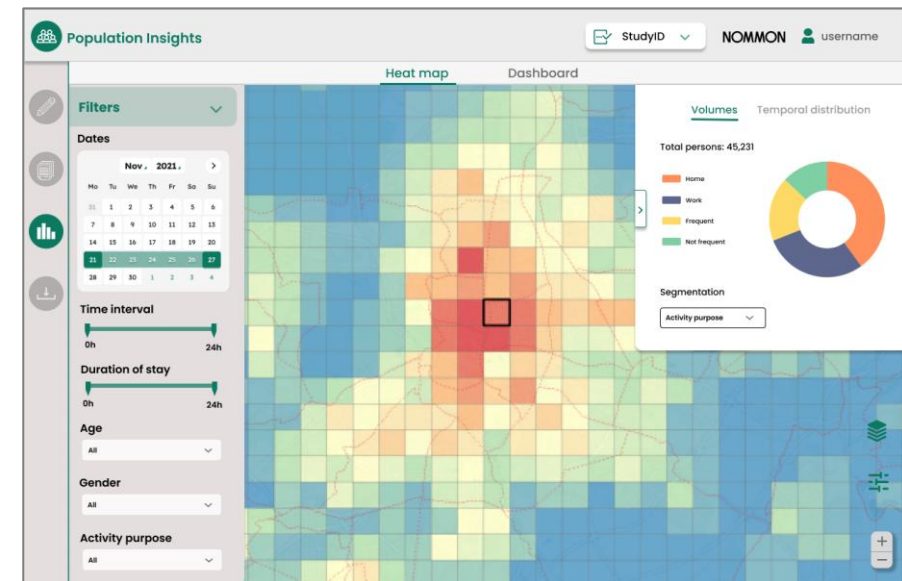 Population Insights
StudyID
NOMMON
username
Heat map Dashboard
Filters
Dates
Nov. 2021.
Mo Tu We Th Fr Sa Su
31 1 2 3 4 5 6
7 8 9 10 11 12 13
14 15 16 17 18 19 20
21 22 23 24 25 26 27
28 29 30 1 2 3 4
Time interval
0h 24h
Duration of stay
0h 24h
Age
All
Gender
All
Activity purpose
All
Volumes Temporal distribution
Total persons: 45,231
Home
Work
Frequent
Not frequent
Segmentation
Activity purpose